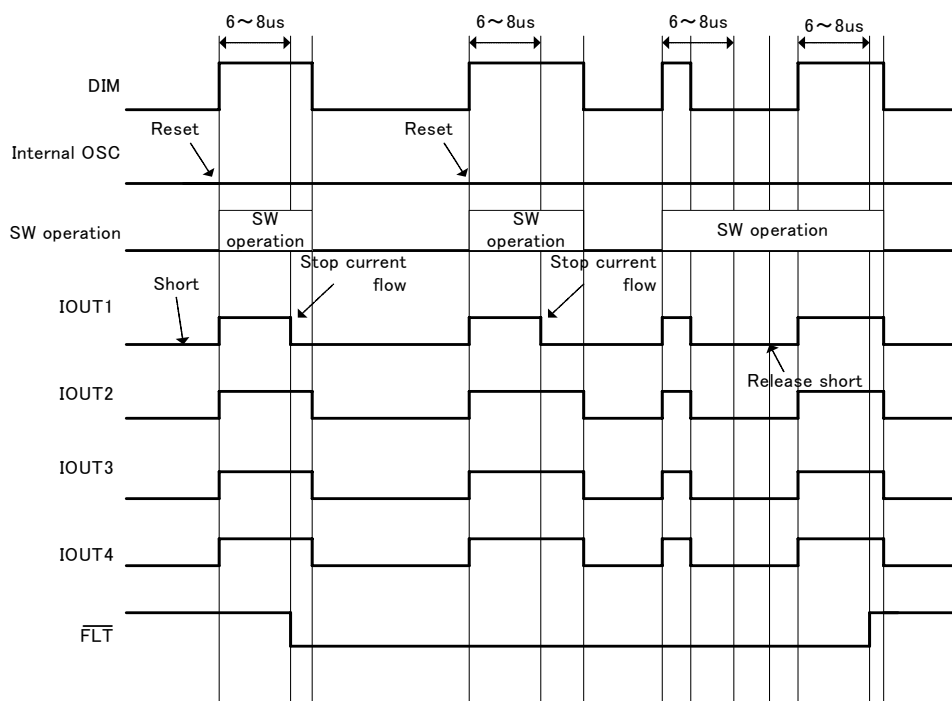 6～8us
6～8us
6～8us
6～8us
DIM
Reset
Reset
Internal OSC
SW operation
SW
operation
SW
operation
SW operation
Stop current
flow
Stop current
flow
Short
IOUT1
Release short
IOUT2
IOUT3
IOUT4
FLT